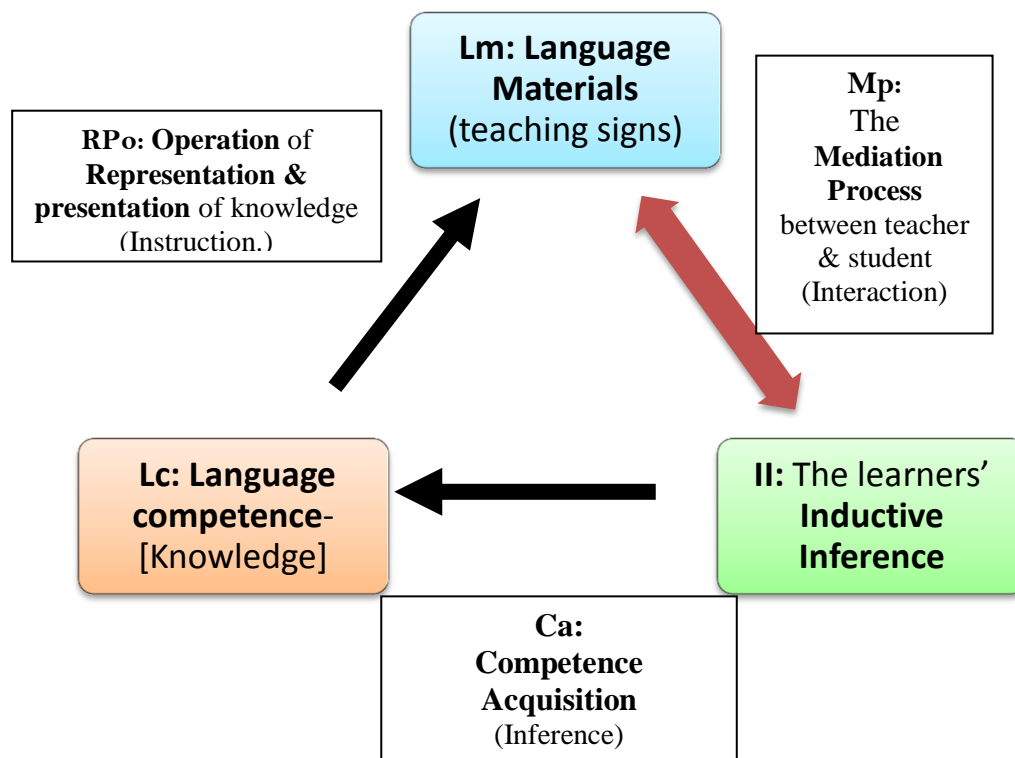 Lm: Language
Materials
(teaching signs)
Mp:
The
Mediation
Process
between teacher
& student
(Interaction)
RPo: Operation of
Representation &
presentation of knowledge
(Instruction.)
Lc: Language
competence-
[Knowledge]
II: The learners’
Inductive
Inference
Ca:
Competence
Acquisition
(Inference)